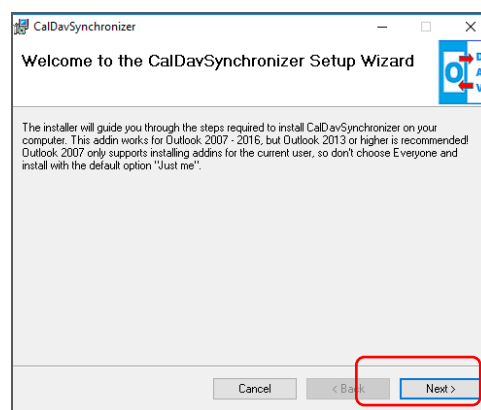 CalDavSynchronizer
Welcome to the CalDavSynchronizer Setup Wizard
O
D
A
V
The installer will guide you through the steps required to install CalDavSynchronizer on your
computer. This addin works for Outlook 2007 - 2016, but Outlook 2013 or higher is recommended!
Outlook 2007 only supports installing addins for the current user, so don't choose Everyone and
install with the default option "Just me".
Cancel
< Back
Next >